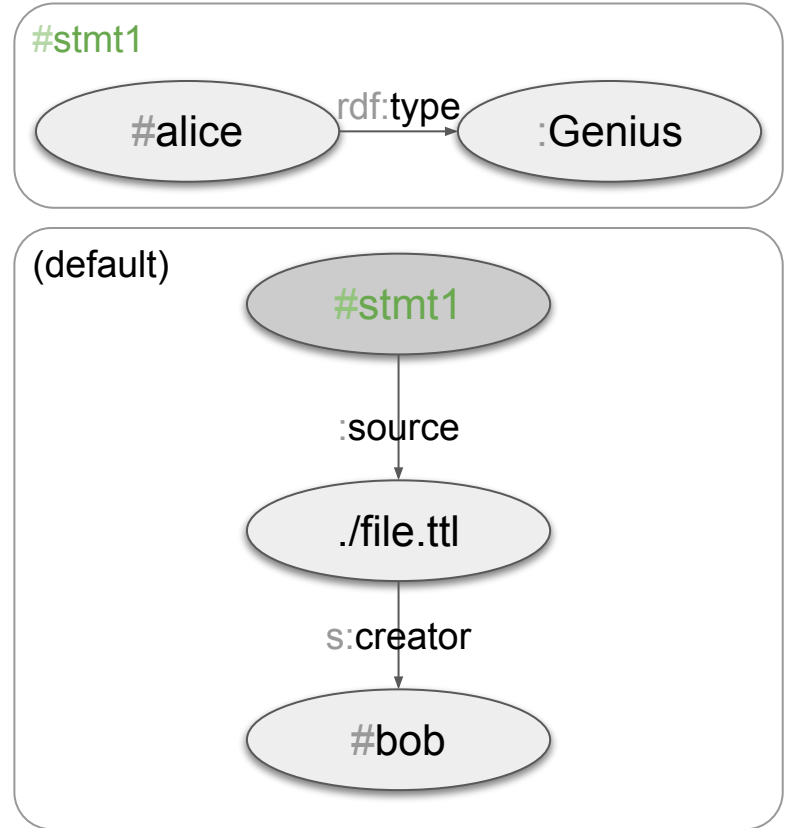 #stmt1
#alice
rdf:type
:Genius
(default)
#stmt1
:source
./file.ttl
s:creator
#bob